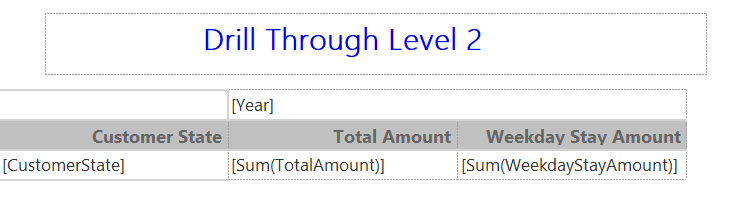 Drill Through Level 2
[Year]
Customer State Total Amount Weekday Stay Amount
[CustomerState] [Sum(TotalAmount)] [Sum(WeekdayStayAmount)]